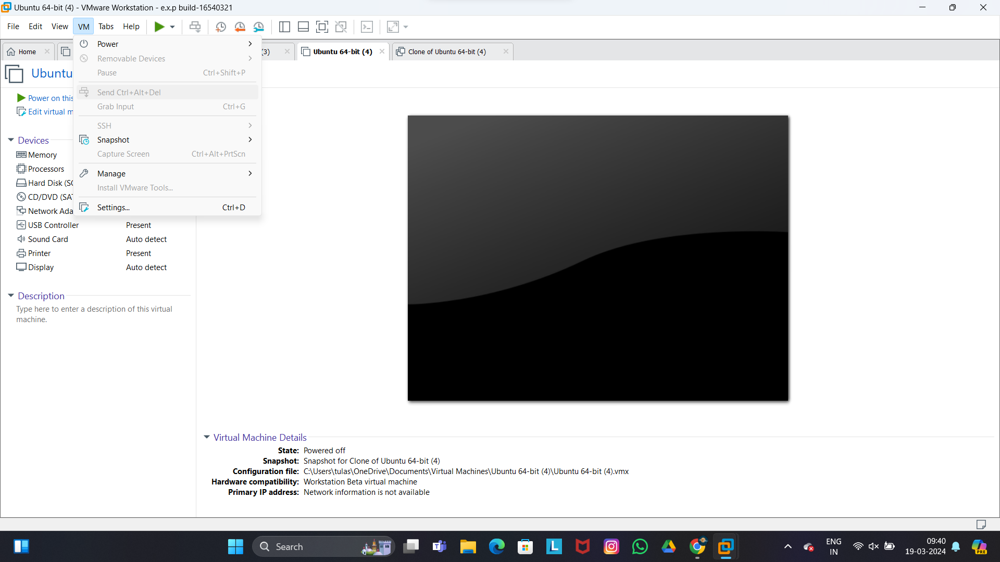 Ubuntu 64-bit (4) - VMware Workstation - e.x.p build-16540321
File Edit View VM Tabs Help
Home
(3)
Ubuntu 64-bit (4)
Clone of Ubuntu 64-bit (4)
Ubuntu
Power on this
Edit virtual m
Power
Removable Devices
Pause Ctrl+Shift+P
Send Ctrl+Alt+Del
Grab Input Ctrl+G
SSH
Snapshot
Capture Screen Ctrl+Alt+PrtScn
Manage
Install VMware Tools...
Settings... Ctrl+D
Devices
Memory
Processors
Hard Disk (SC
CD/DVD (SAT
Network Ada
USB Controller Present
Sound Card Auto detect
Printer Present
Display Auto detect
Description
Type here to enter a description of this virtual
machine.
Virtual Machine Details
State: Powered off
Snapshot: Snapshot for Clone of Ubuntu 64-bit (4)
Configuration file: C:\Users\tulas\OneDrive\Documents\Virtual Machines\Ubuntu 64-bit (4)\Ubuntu 64-bit (4).vmx
Hardware compatibility: Workstation Beta virtual machine
Primary IP address: Network information is not available
Search
L
ENG
IN
09:40
19-03-2024
PRE